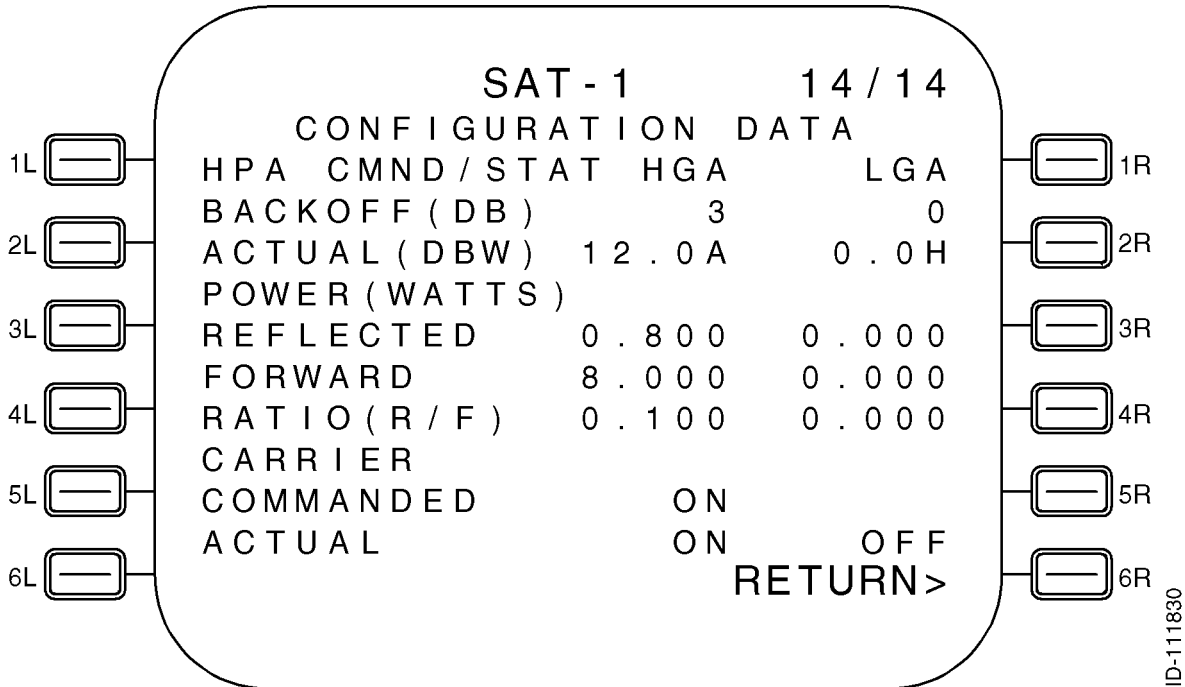 SAT-1 14/14
CONFIGURATION DATA
1L HPA CMND/STAT HGA LGA 1R
BACKOFF(DB) 3 0
2L ACTUAL(DBW) 12.0A 0.0H 2R
POWER(WATTS)
3L REFLECTED 0.800 0.000 3R
FORWARD 8.000 0.000
4L RATIO(R/F) 0.100 0.000 4R
CARRIER
5L COMMANDED ON 5R
ACTUAL ON OFF
6L RETURN> 6R
ID-111830